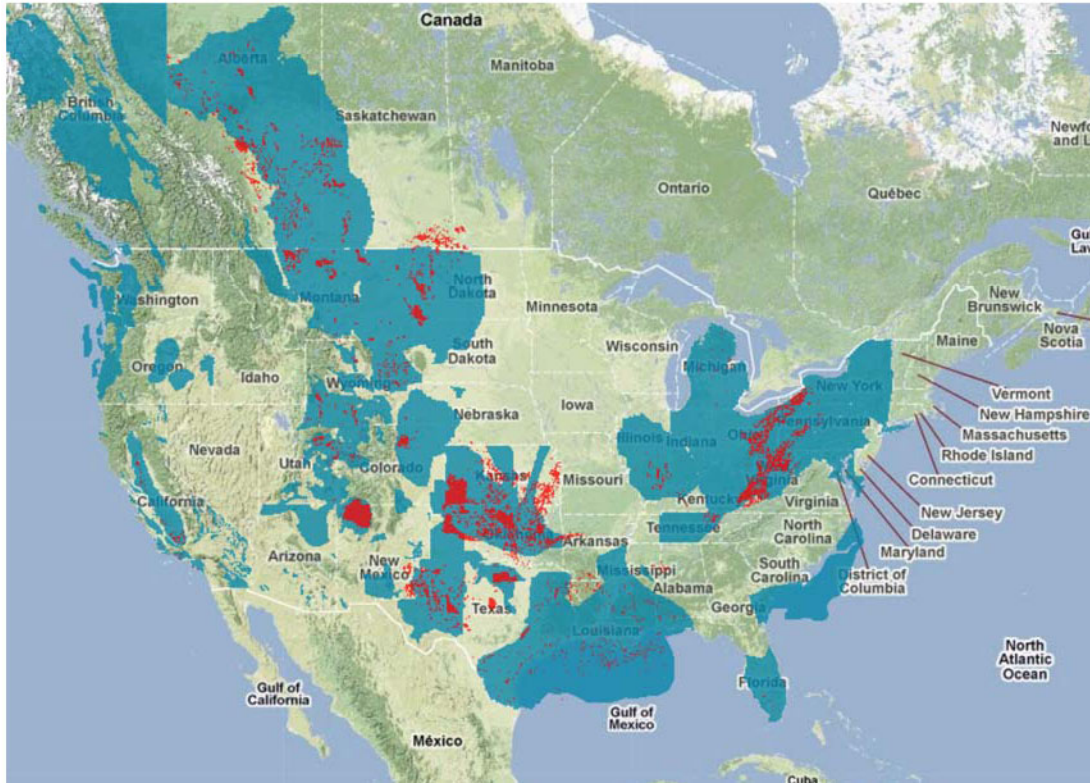 Canada
Alberta
Manitoba
British
Columbia
Saskatchewan
Newfo
and L
Ontario
Québec
Gu
Law
Washington
Montana
North
Dakota
Minnesota
New
Brunswick
Nova
Scotia
Maine
South
Dakota
Wisconsin
Michigan
Oregon
Idaho
Wyoming
New York
Vermont
New Hampshire
Massachusetts
Rhode Island
Connecticut
New Jersey
Delaware
Maryland
District of
Columbia
Nebraska
Iowa
Illinois
Indiana
Ohio
Pennsylvania
Nevada
Utah
Colorado
Kansas
Missouri
Virginia
Kentucky
Virginia
California
Oklahoma
Tennessee
North
Carolina
Arizona
New
Mexico
Arkansas
Mississippi
South
Carolina
Alabama
Texas
Georgia
Louisiana
North
Atlantic
Ocean
Florida
Gulf of
California
Gulf of
Mexico
México
Cuba